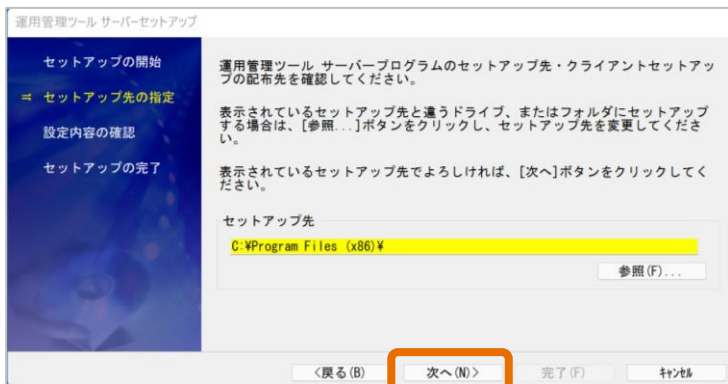 運用管理ツール サーバーセットアップ
セットアップの開始
セットアップ先の指定
設定内容の確認
セットアップの完了
運用管理ツール サーバープログラムのセットアップ先・クライアントセットアッ
プの配布先を確認してください。
表示されているセットアップ先と違うドライブ、またはフォルダにセットアップ
する場合は、[参照...]ボタンをクリックし、セットアップ先を変更してくださ
い。
表示されているセットアップ先でよろしければ、[次へ]ボタンをクリックしてく
ださい。
セットアップ先
C:¥Program Files (x86)¥
参照(F)...
<戻る(B)
次へ(N)>
完了(F)
ｷｬﾝｾﾙ